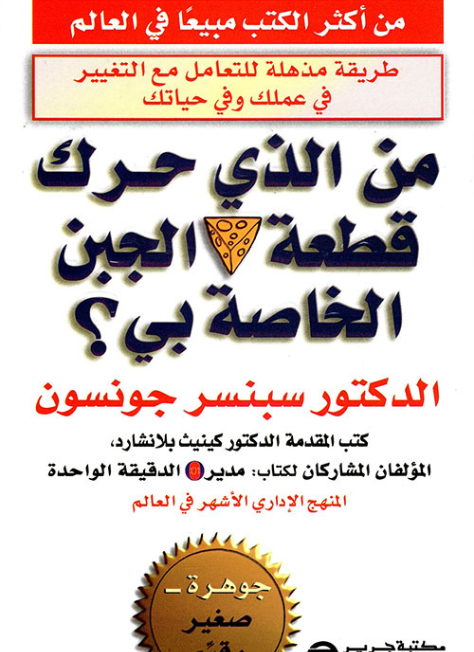 من أكثر الكتب مبيعًا في العالم
طريقة مذهلة للتعامل مع التغيير
في عملك وفي حياتك
من الذي حرك
قطعة الجبن
الخاصة بي؟
الدكتور سبنسر جونسون
كتب المقدمة الدكتور كينيث بلانشارد،
المؤلفان المشاركان لكتاب: مدير الدقيقة الواحدة
المنهج الإداري الأشهر في العالم
جوهرة –
صغير
مكتبة جرير